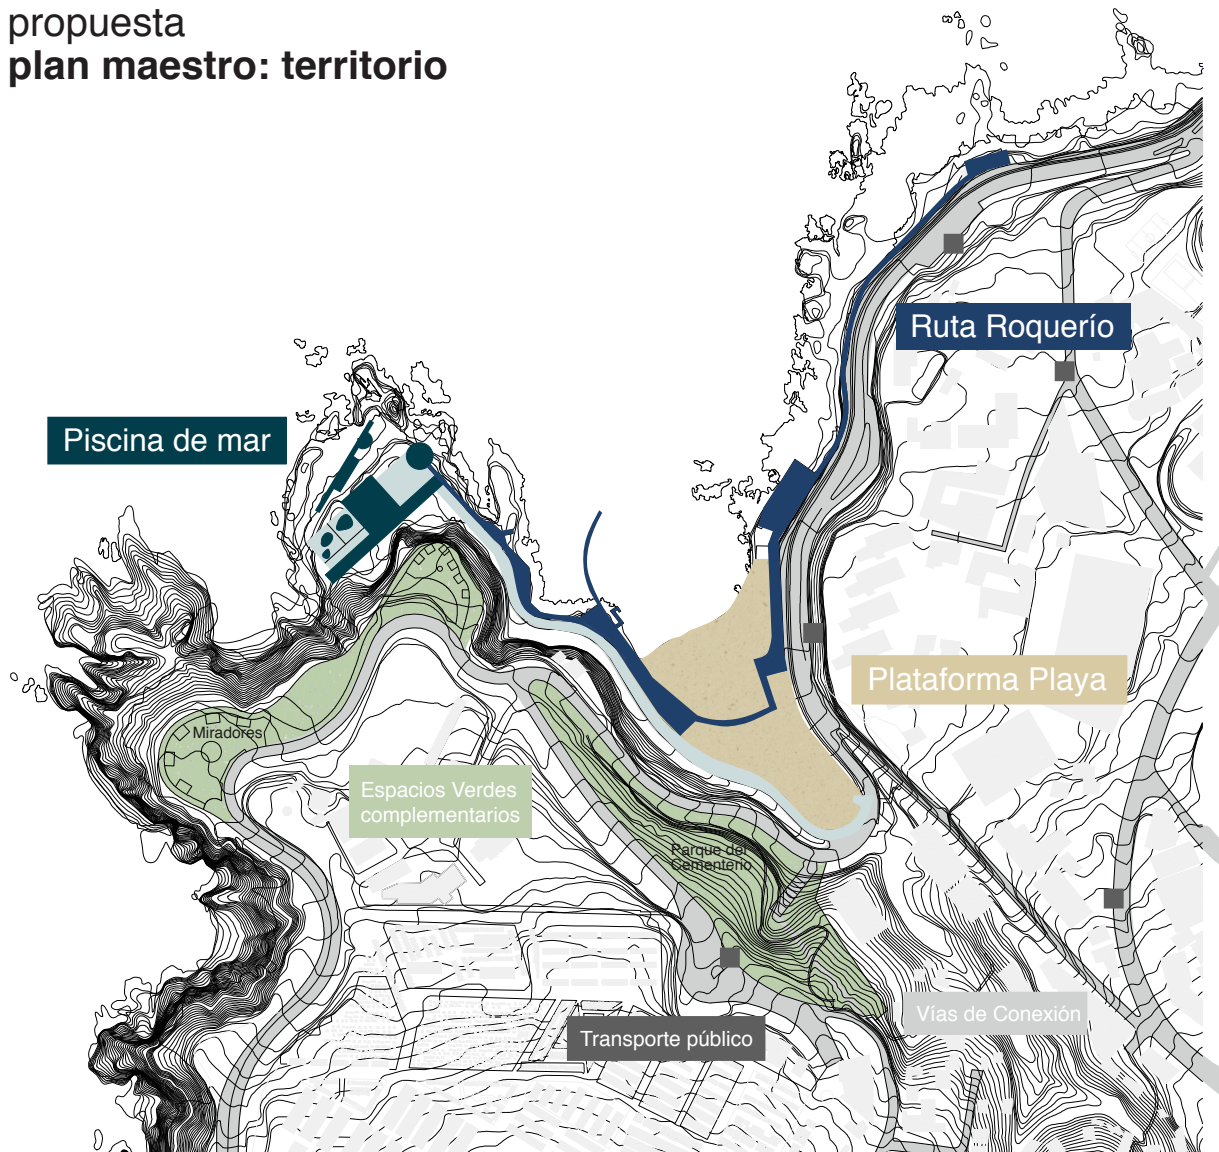 propuesta
plan maestro: territorio
Ruta Roquerío
Piscina de mar
Plataforma Playa
Miradores
Espacios Verdes
complementarios
Parque del
Cementerio
Vías de Conexión
Transporte público